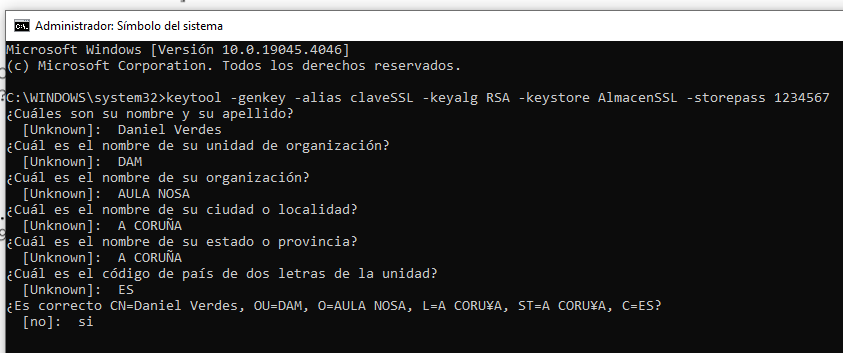 Administrador: Símbolo del sistema
Microsoft Windows [Versión 10.0.19045.4046]
(c) Microsoft Corporation. Todos los derechos reservados.
C:\WINDOWS\system32>keytool -genkey -alias claveSSL -keyalg RSA -keystore AlmacenSSL -storepass 1234567
¿Cuáles son su nombre y su apellido?
[Unknown]:  Daniel Verdes
¿Cuál es el nombre de su unidad de organización?
[Unknown]:  DAM
¿Cuál es el nombre de su organización?
[Unknown]:  AULA NOSA
¿Cuál es el nombre de su ciudad o localidad?
[Unknown]:  A CORUÑA
¿Cuál es el nombre de su estado o provincia?
[Unknown]:  A CORUÑA
¿Cuál es el código de país de dos letras de la unidad?
[Unknown]:  ES
¿Es correcto CN=Daniel Verdes, OU=DAM, O=AULA NOSA, L=A CORU¥A, ST=A CORU¥A, C=ES?
[no]:  si